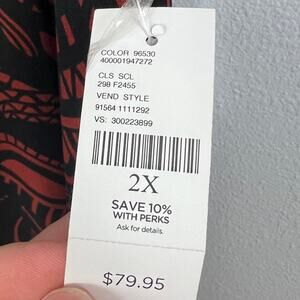 COLOR 96530
400001947272
CLS SCL
298 F2455
VEND STYLE
91564 1111292
VS: 300223899
2X
SAVE 10%
WITH PERKS
Ask for details.
$79.95